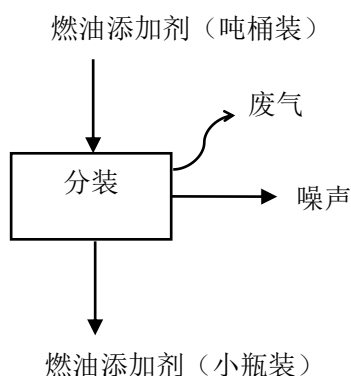 燃油添加剂（吨桶装）
废气
分装
噪声
燃油添加剂（小瓶装）